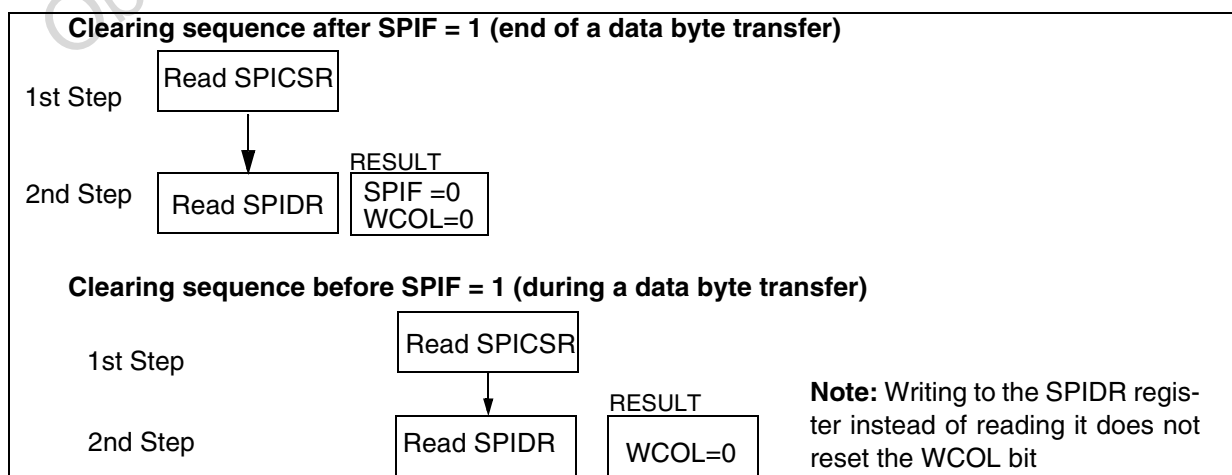 Clearing sequence after SPIF = 1 (end of a data byte transfer)
1st Step
Read SPICSR
RESULT
2nd Step
Read SPIDR
SPIF =0
WCOL=0
Clearing sequence before SPIF = 1 (during a data byte transfer)
1st Step
Read SPICSR
RESULT
2nd Step
Read SPIDR
WCOL=0
Note: Writing to the SPIDR regis-
ter instead of reading it does not
reset the WCOL bit